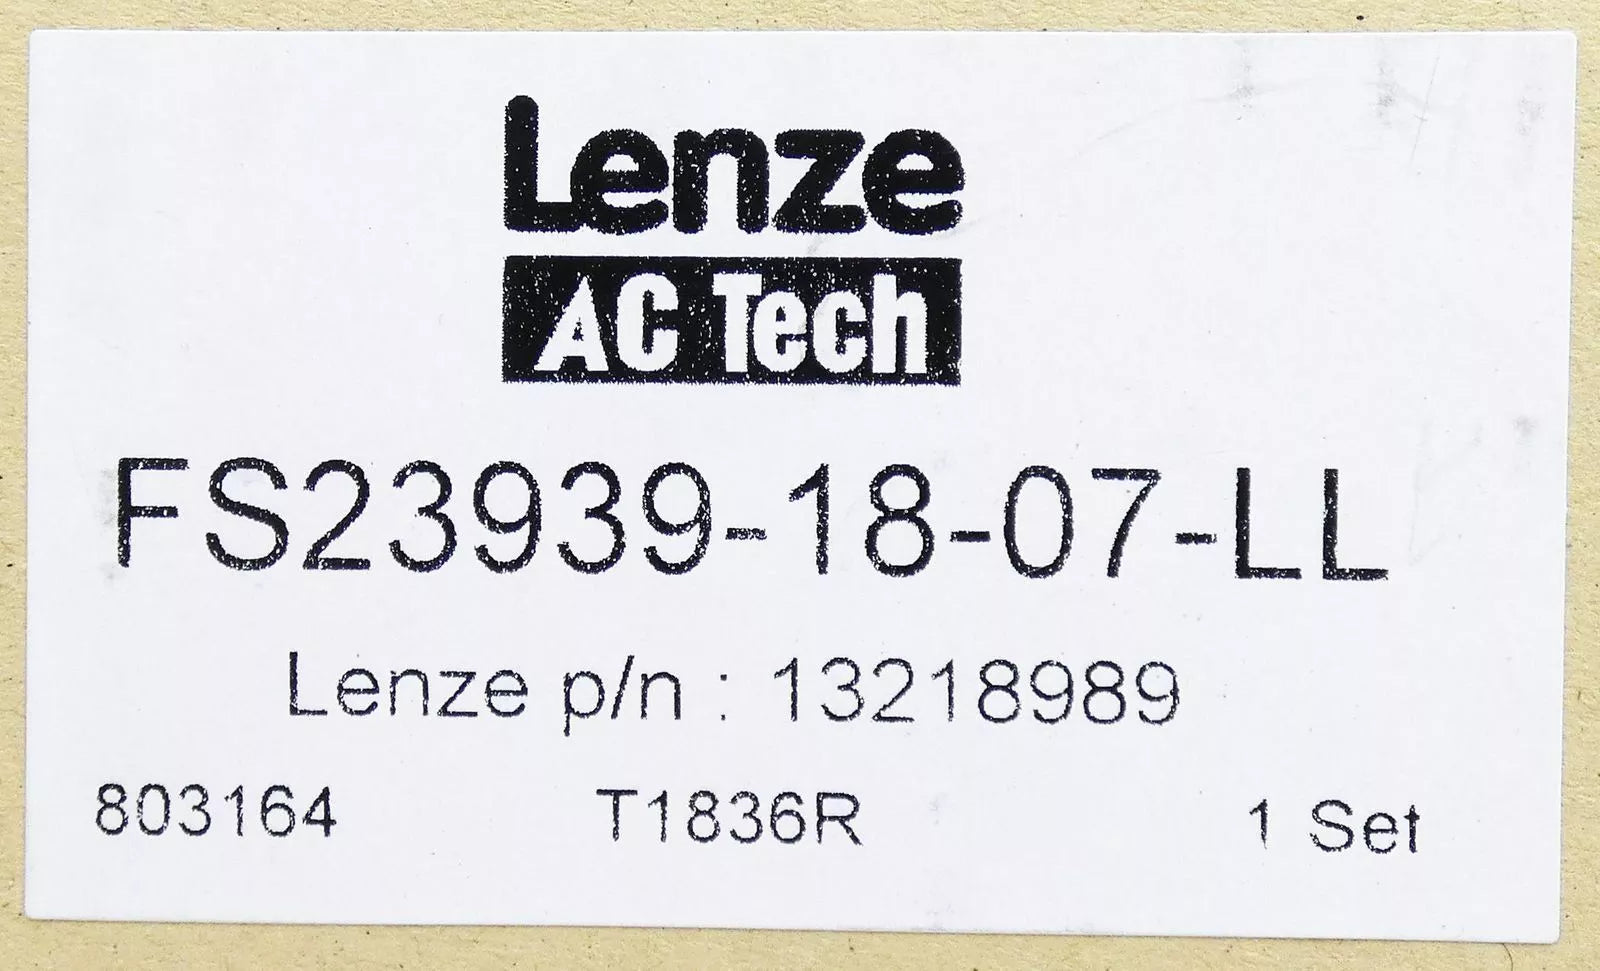 Lenze
AC Tech
FS23939-18-07-LL
Lenze p/n : 13218989
803164 T1836R 1 Set